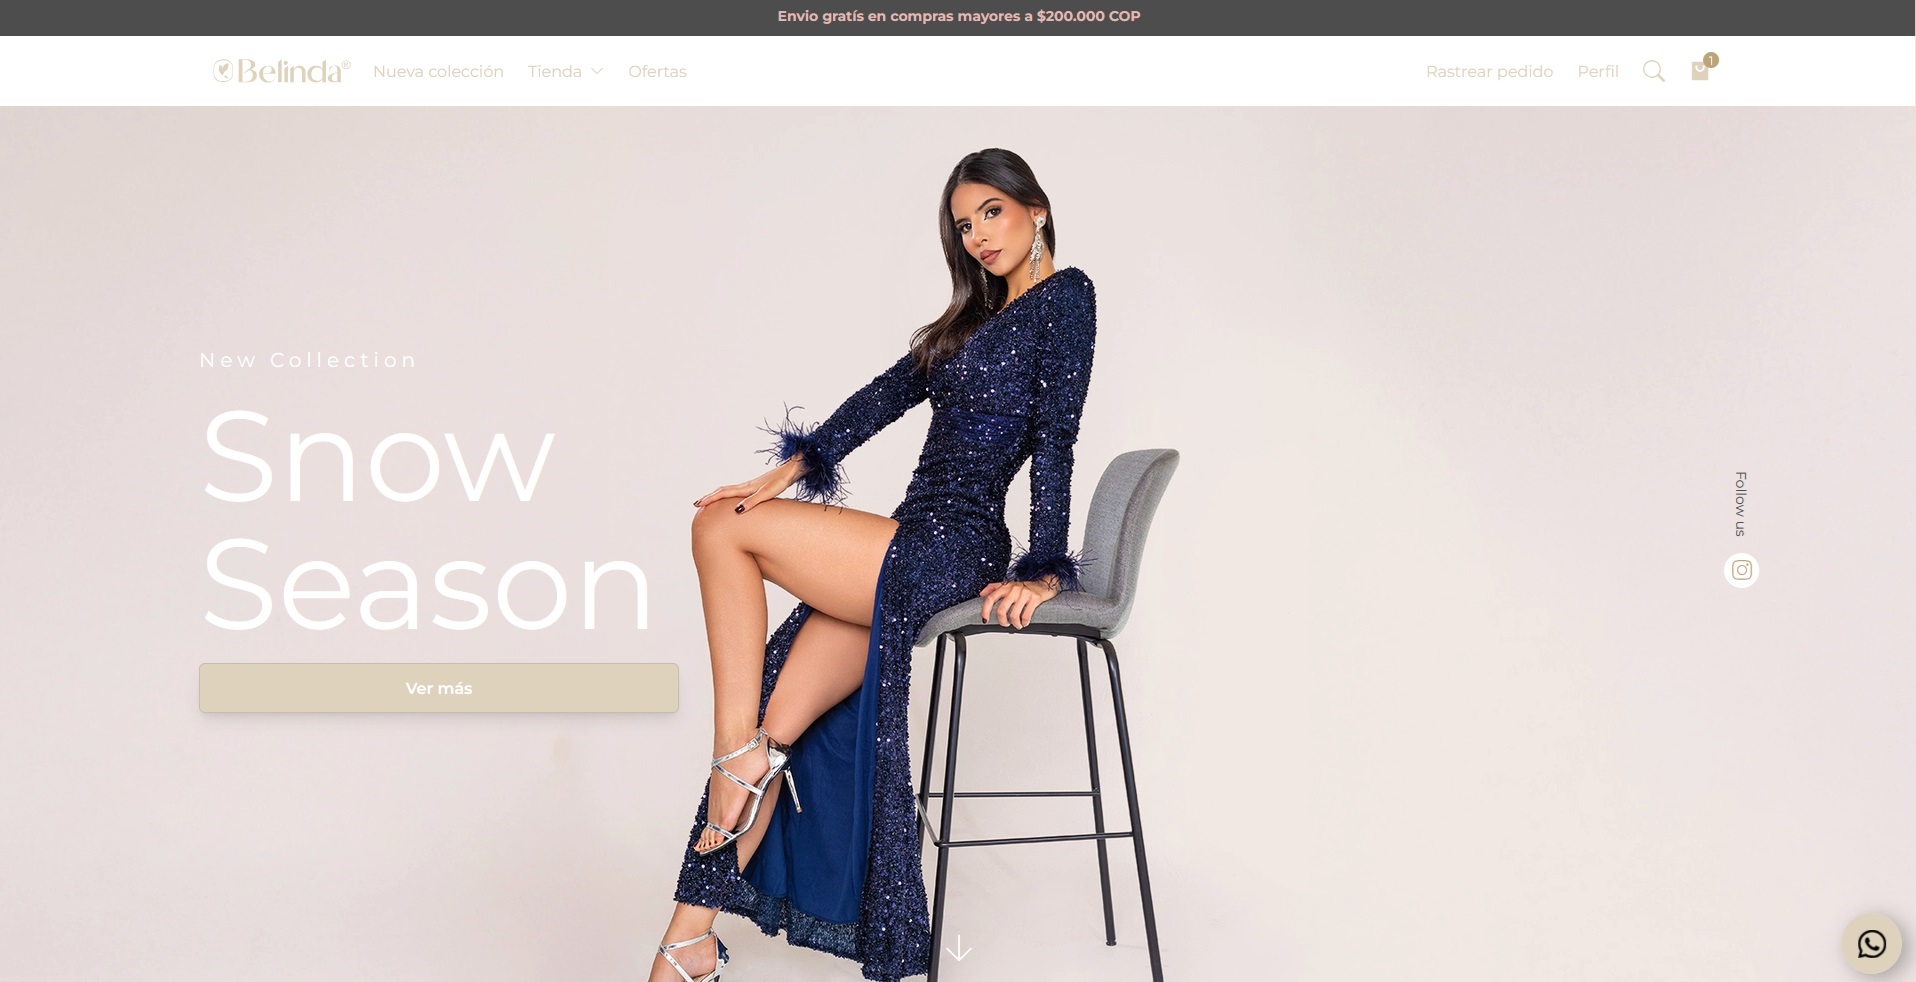 Envio gratís en compras mayores a $200.000 COP
Belinda®
Nueva colección
Tienda
Ofertas
Rastrear pedido
Perfil
1
New Collection
Snow
Season
Ver más
Follow us